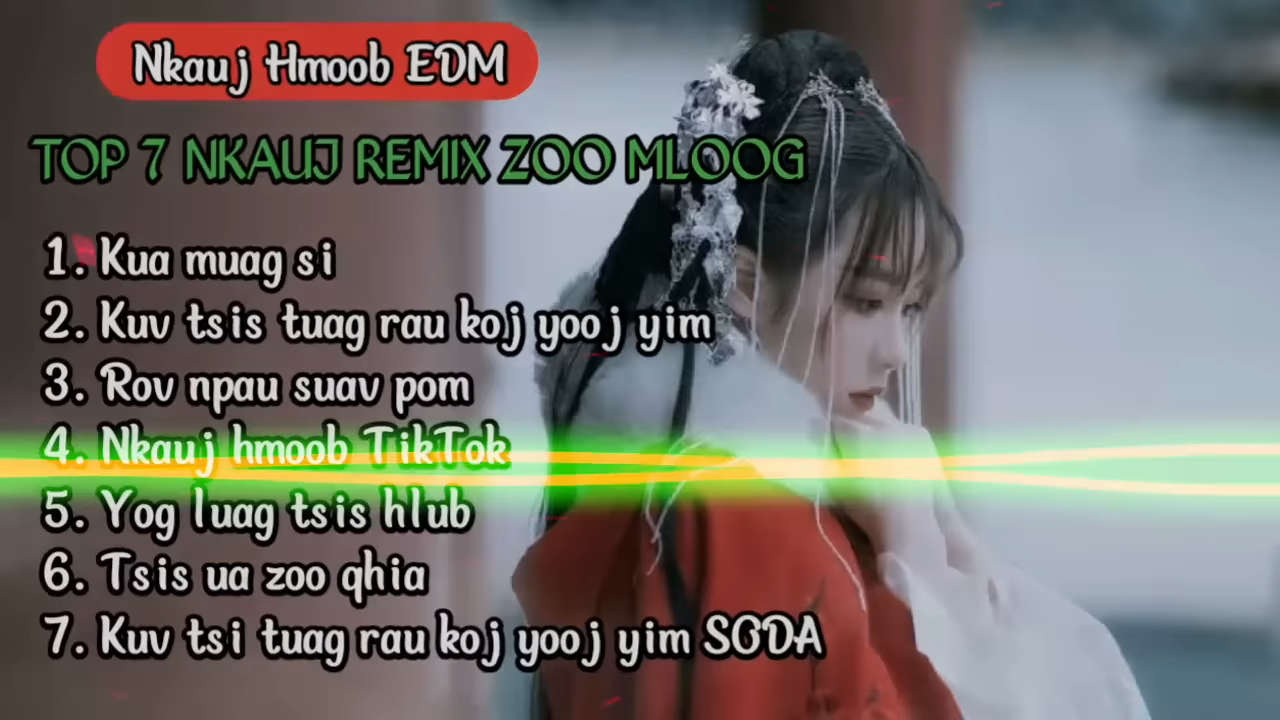 Nkauj Hmoob EDM
TOP 7 NKAUJ REMIX ZOO MLOOG
1. Kua muag si
2. Kuv tsis tuag rau koj yooj yim
3. Rov npau suav pom
4. Nkauj hmoob TikTok
5. Yog luag tsis hlub
6. Tsis ua zoo qhia
7. Kuv tsi tuag rau koj yooj yim SODA